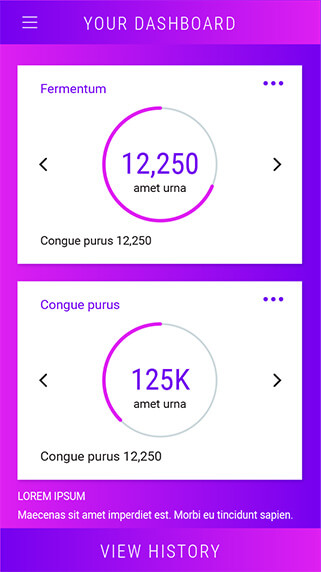 YOUR DASHBOARD
Fermentum
12,250
amet urna
Congue purus 12,250
Congue purus
125K
amet urna
Congue purus 12,250
LOREM IPSUM
Maecenas sit amet imperdiet est. Morbi eu tincidunt sapien.
VIEW HISTORY